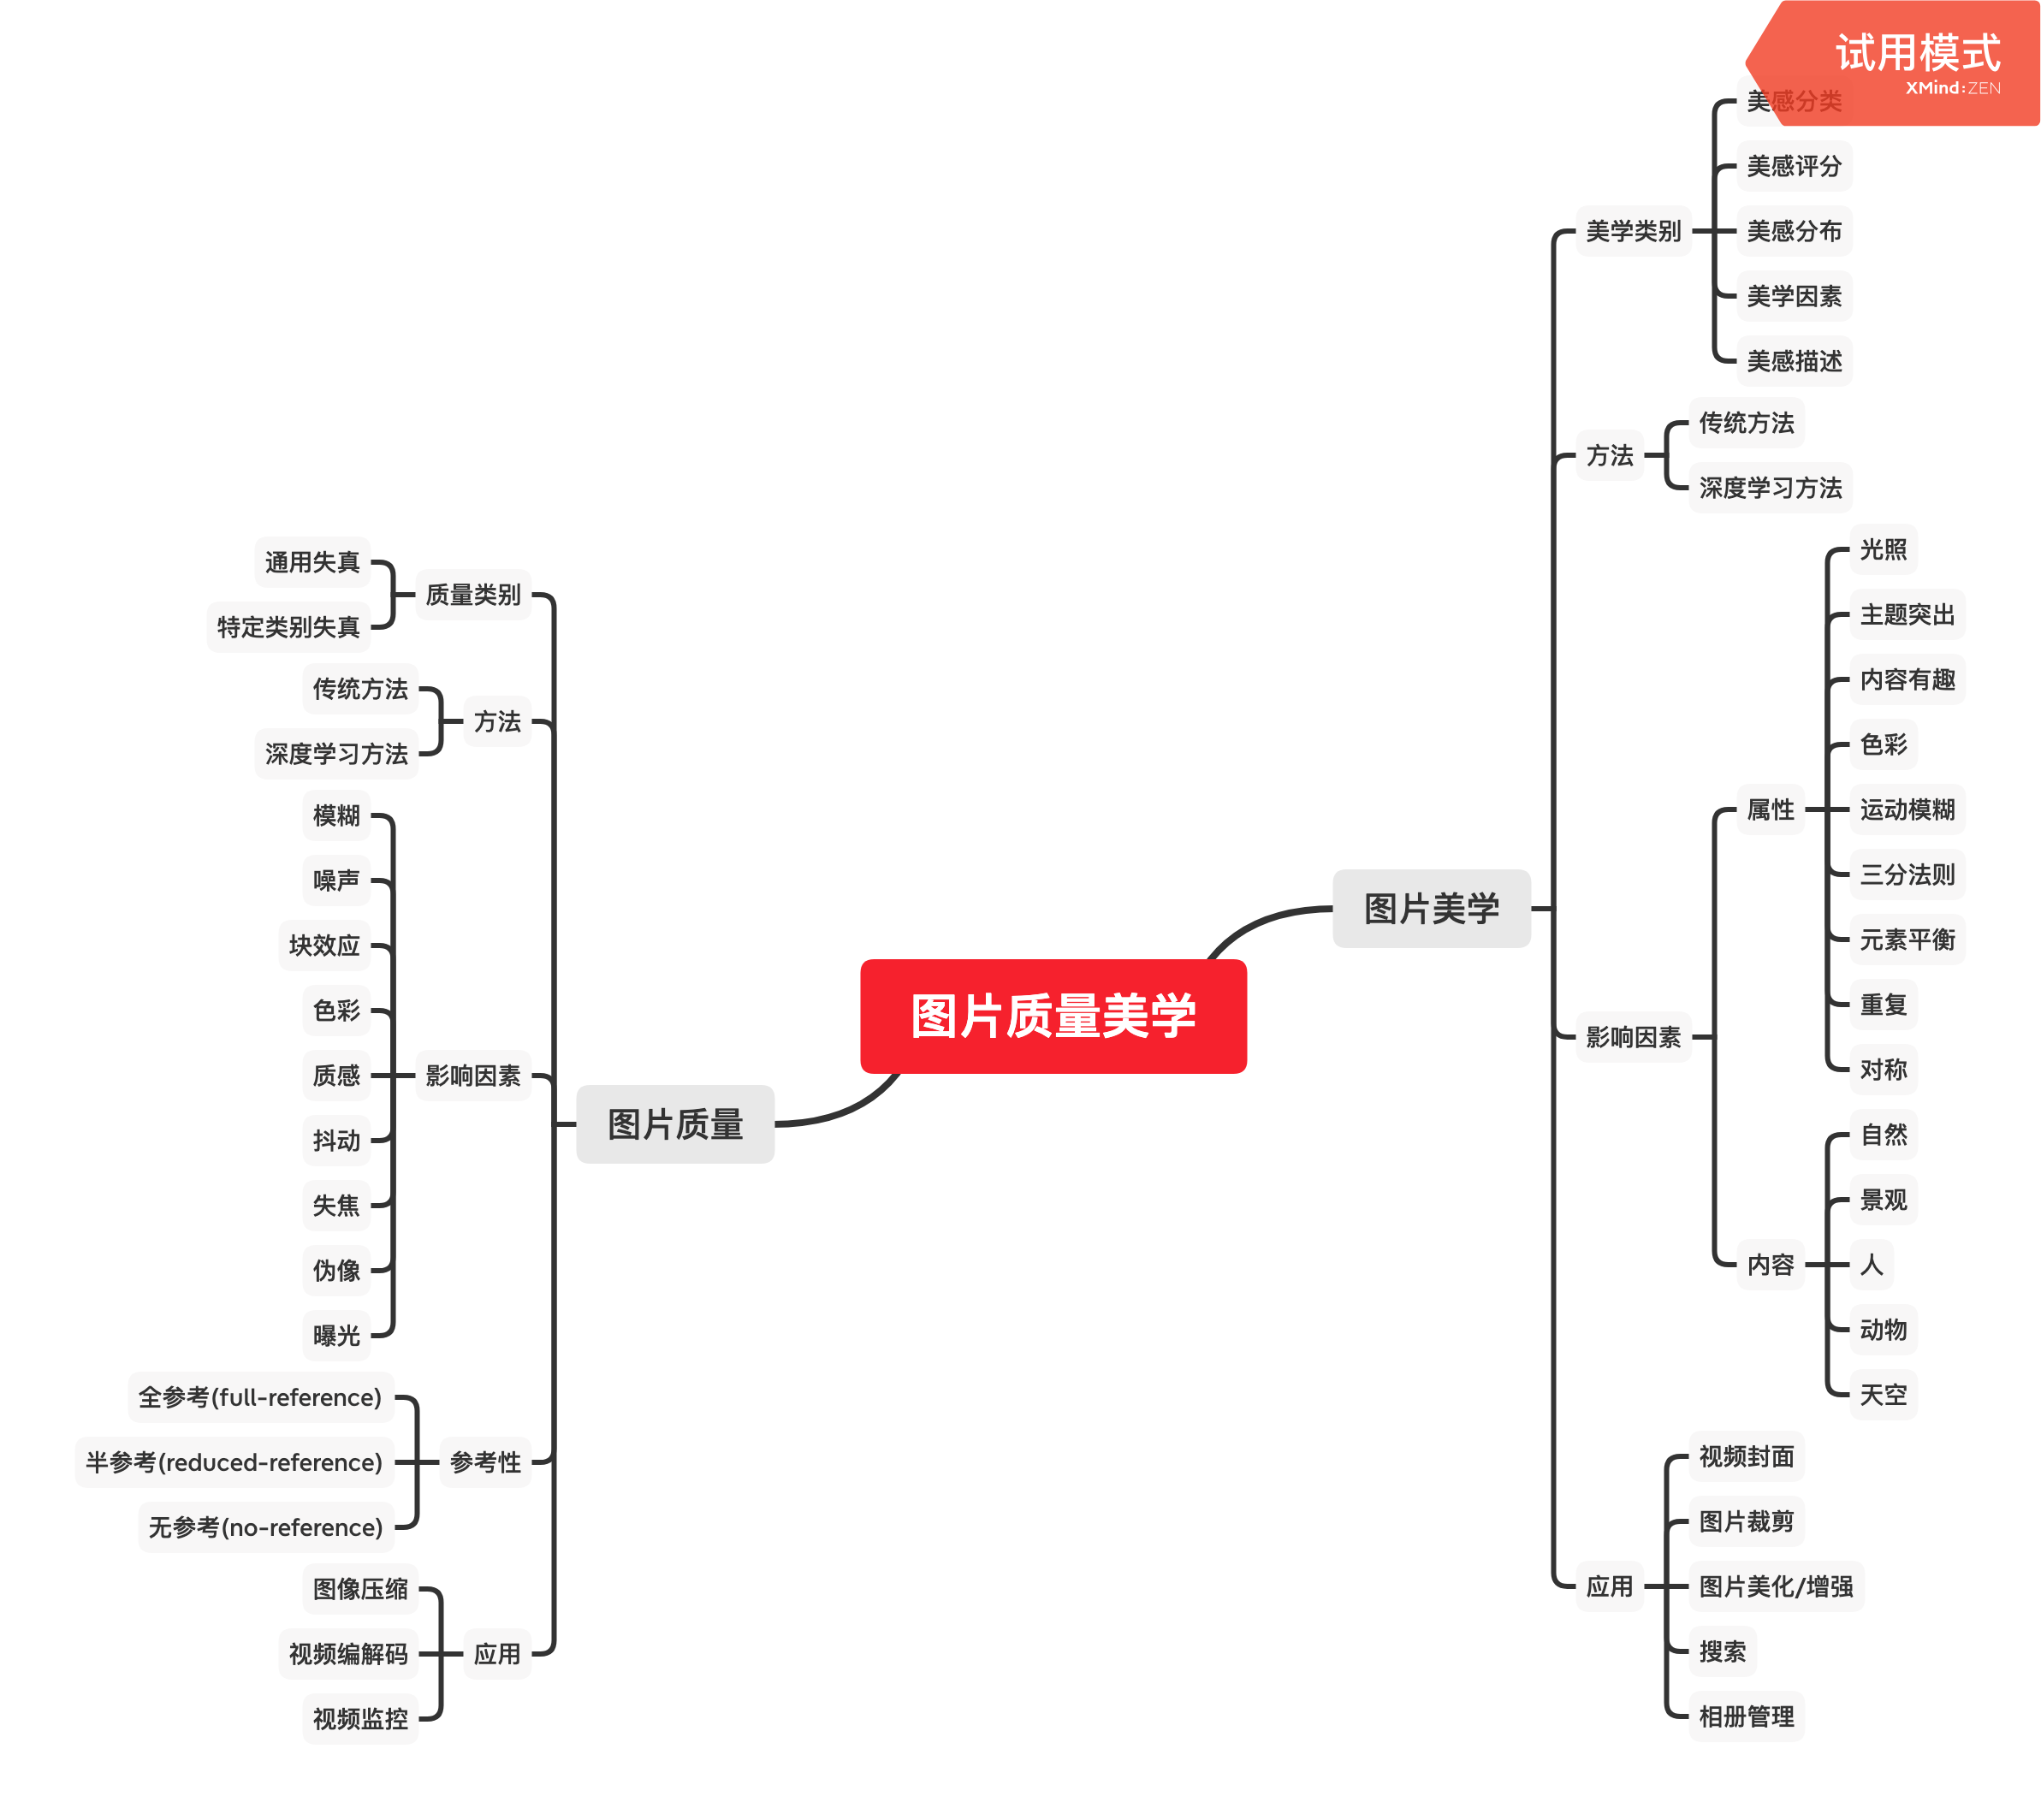 试用模式
XMind:ZEN
图片质量美学
图片美学
美学类别
美感分类
美感评分
美感分布
美学因素
美感描述
方法
传统方法
深度学习方法
影响因素
属性
光照
主题突出
内容有趣
色彩
运动模糊
三分法则
元素平衡
重复
对称
内容
自然
景观
人
动物
天空
应用
视频封面
图片裁剪
图片美化/增强
搜索
相册管理
图片质量
质量类别
通用失真
特定类别失真
方法
传统方法
深度学习方法
影响因素
模糊
噪声
块效应
色彩
质感
抖动
失焦
伪像
曝光
参考性
全参考(full-reference)
半参考(reduced-reference)
无参考(no-reference)
应用
图像压缩
视频编解码
视频监控